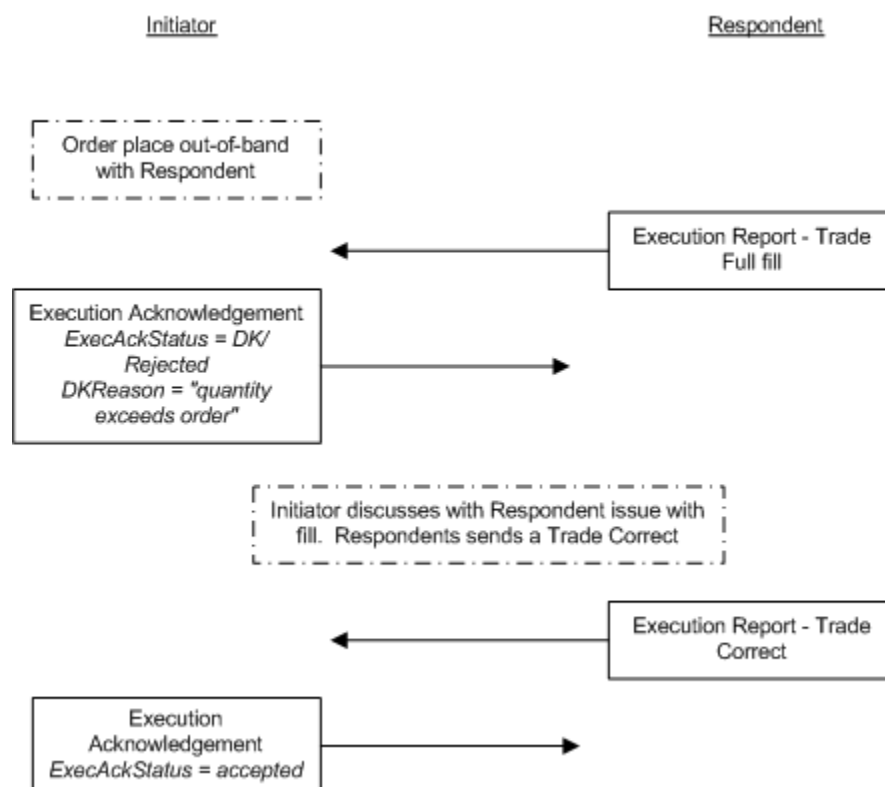 Initiator
Respondent
Order place out-of-band
with Respondent
Execution Report - Trade
Full fill
Execution Acknowledgement
ExecAckStatus = DK/
Rejected
DKReason = "quantity
exceeds order"
Initiator discusses with Respondent issue with
fill.  Respondents sends a Trade Correct
Execution Report - Trade
Correct
Execution
Acknowledgement
ExecAckStatus = accepted